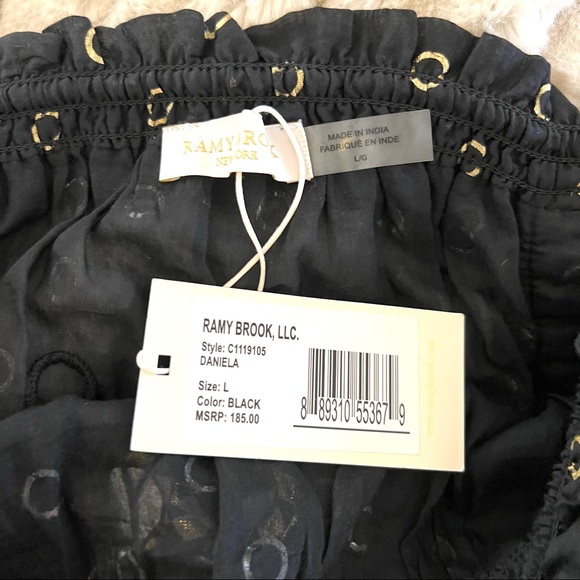 RAMY BROOK
NEW YORK
MADE IN INDIA
FABRIQUÉ EN INDE
L/G
RAMY BROOK, LLC.
Style: C1119105
DANIELA
Size: L
Color: BLACK
MSRP: 185.00
8 89310 55367 9